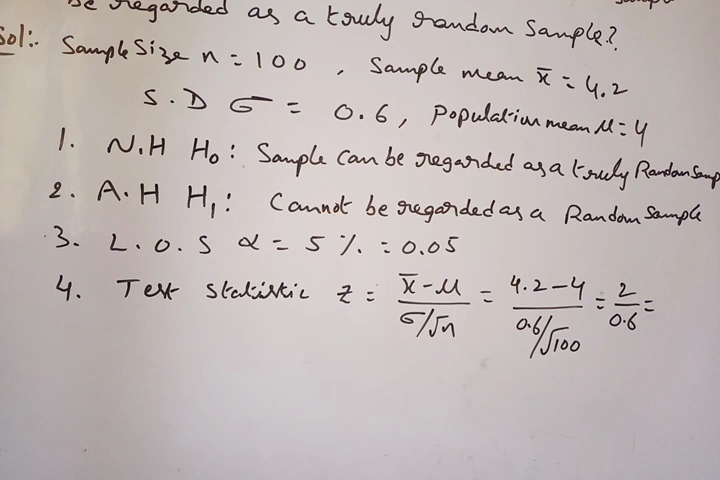 be regarded as a truly random Sample?
Sol:. Sample Size n = 100 , Sample mean x̄ = 4.2
S.D σ = 0.6, Population mean μ = 4
1. N.H H₀ : Sample can be regarded as a truly Random Samp
2. A.H H₁ : Cannot be regarded as a Random Sample
3. L.O.S α = 5 %. = 0.05
4. Test Statistic z = (x̄ - μ)/(σ/√n) = (4.2 - 4)/(0.6/√100) = 2/0.6 =